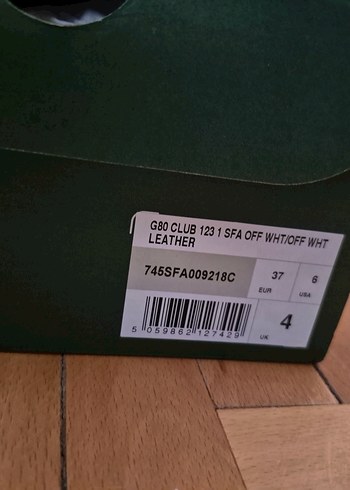 G80 CLUB 123 1 SFA OFF WHT/OFF WHT
LEATHER
745SFA009218C
37
EUR
6
USA
5 059862 127429
4
UK